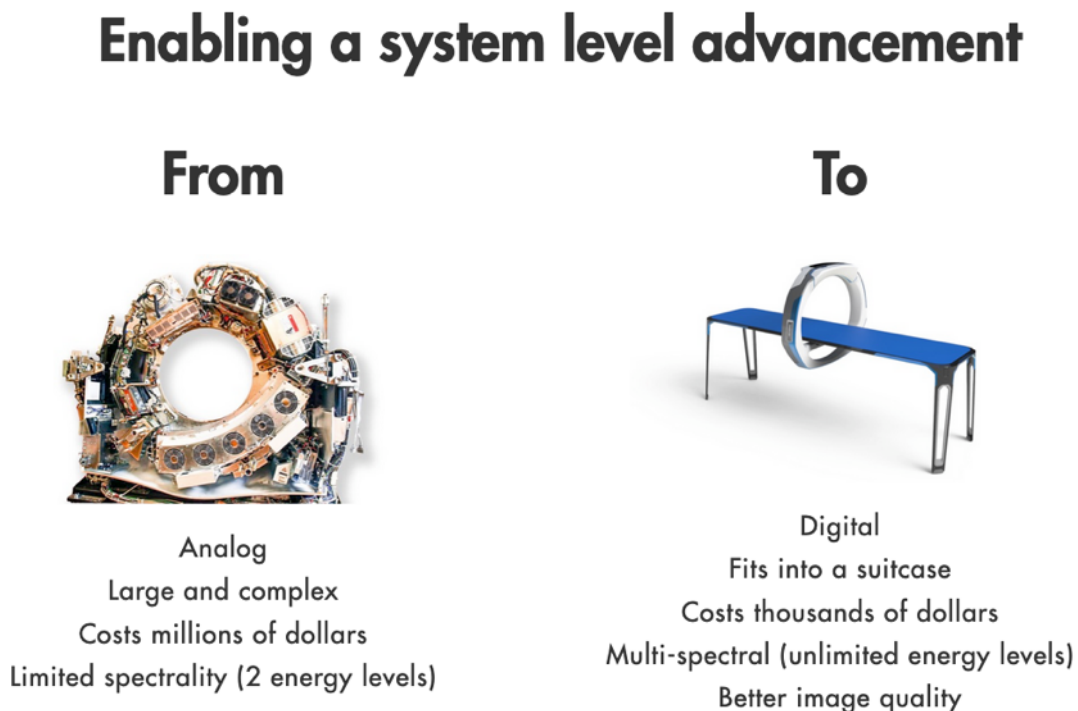 Enabling a system level advancement
From
To
Analog
Large and complex
Costs millions of dollars
Limited spectrality (2 energy levels)
Digital
Fits into a suitcase
Costs thousands of dollars
Multi-spectral (unlimited energy levels)
Better image quality